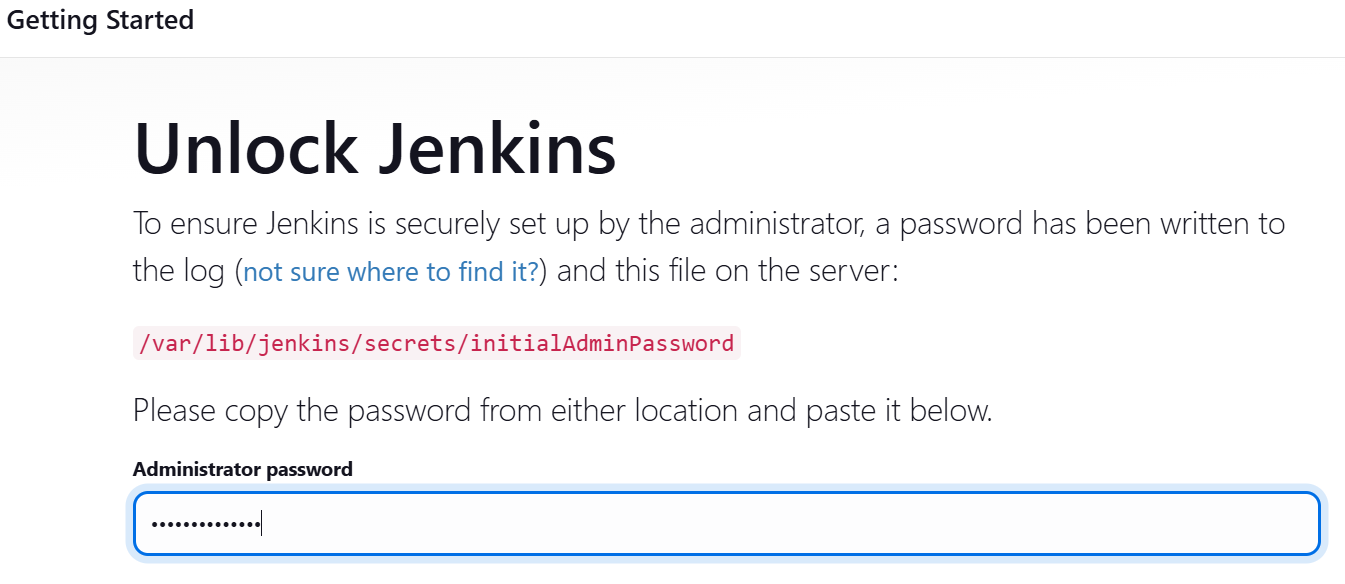 Getting Started
Unlock Jenkins
To ensure Jenkins is securely set up by the administrator, a password has been written to
the log (not sure where to find it?) and this file on the server:
/var/lib/jenkins/secrets/initialAdminPassword
Please copy the password from either location and paste it below.
Administrator password
••••••••••••••